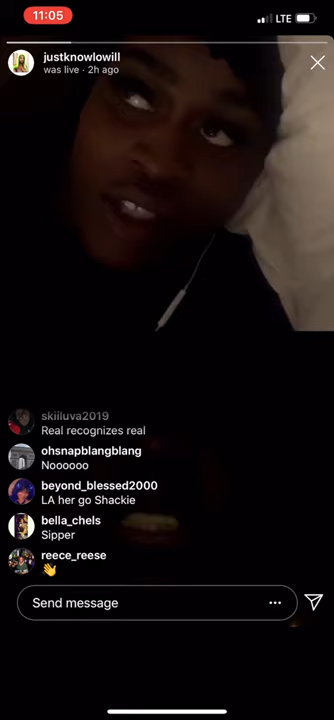 11:05
LTE
justknowlowill
was live · 2h ago
skiiluva2019
Real recognizes real
ohsnapblangblang
Noooooo
beyond_blessed2000
LA her go Shackie
bella_chels
Sipper
reece_reese
👋
Send message